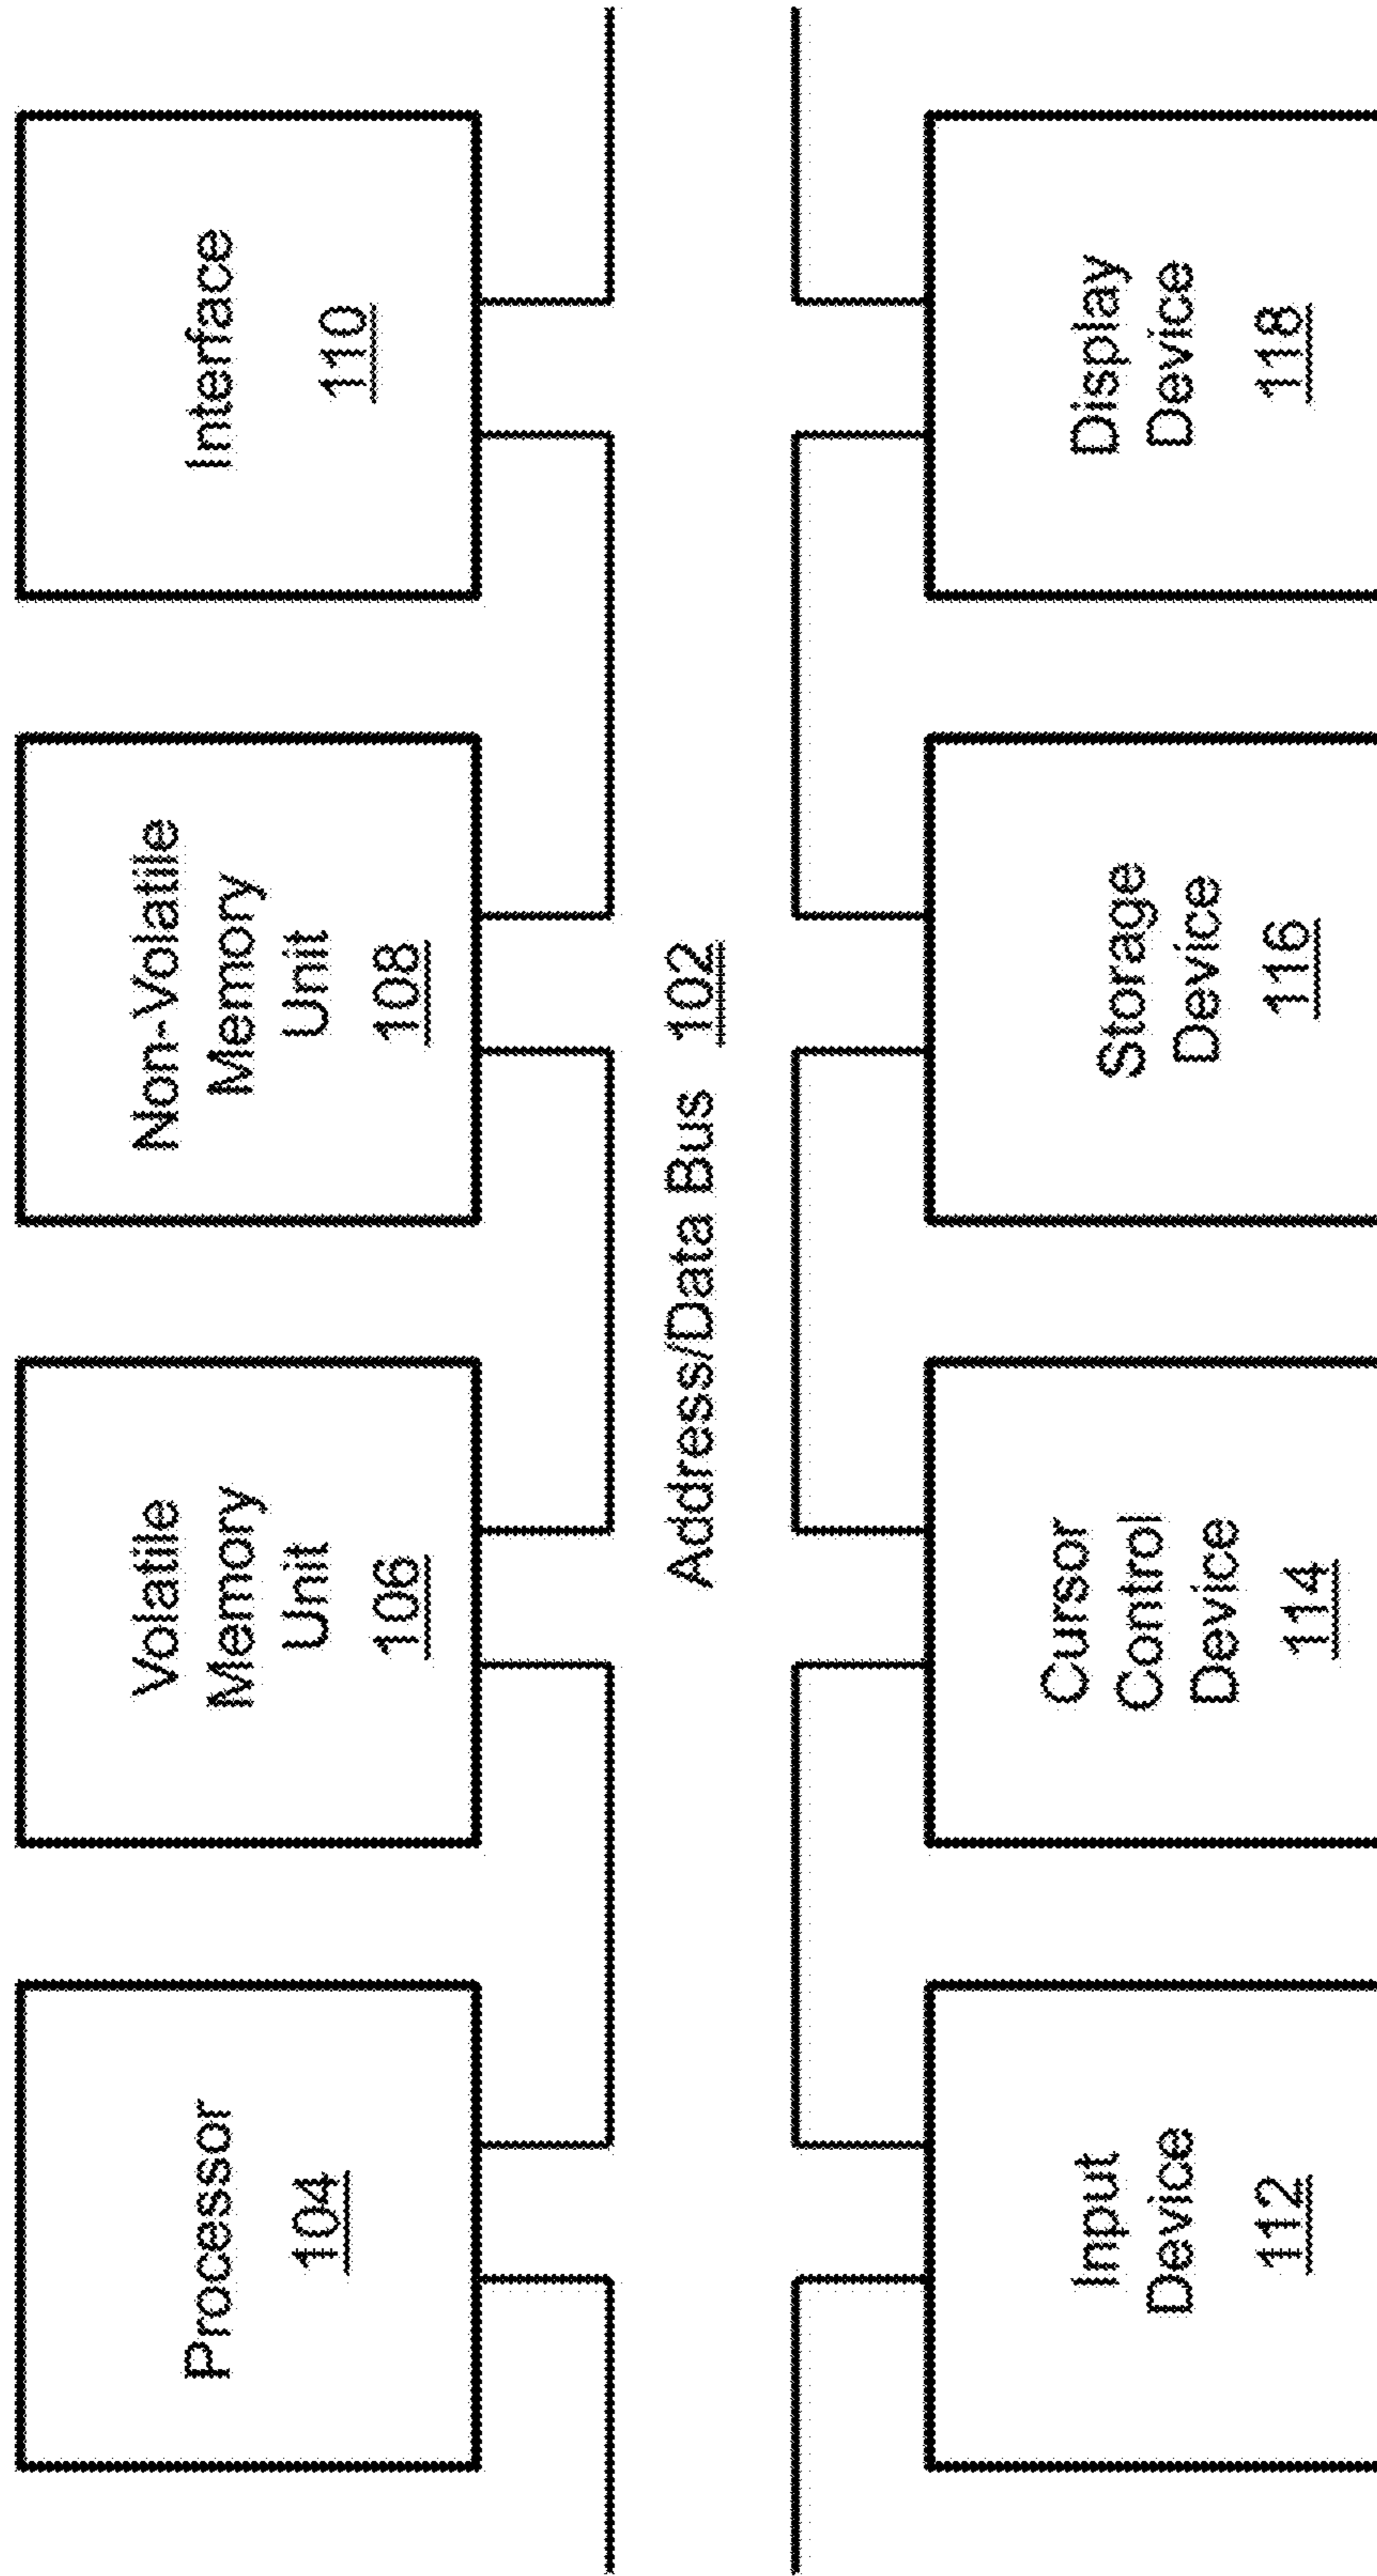 Processor
104
Volatile
Memory
Unit
106
Non-Volatile
Memory
Unit
108
Interface
110
Address/Data Bus 102
Input
Device
112
Cursor
Control
Device
114
Storage
Device
116
Display
Device
118